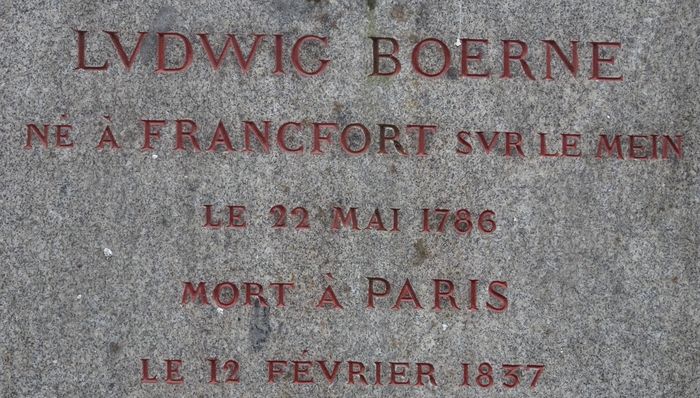 LVDWIG BOERNE
NÉ À FRANCFORT SVR LE MEIN
LE 22 MAI 1786
MORT À PARIS
LE 12 FÉVRIER 1837